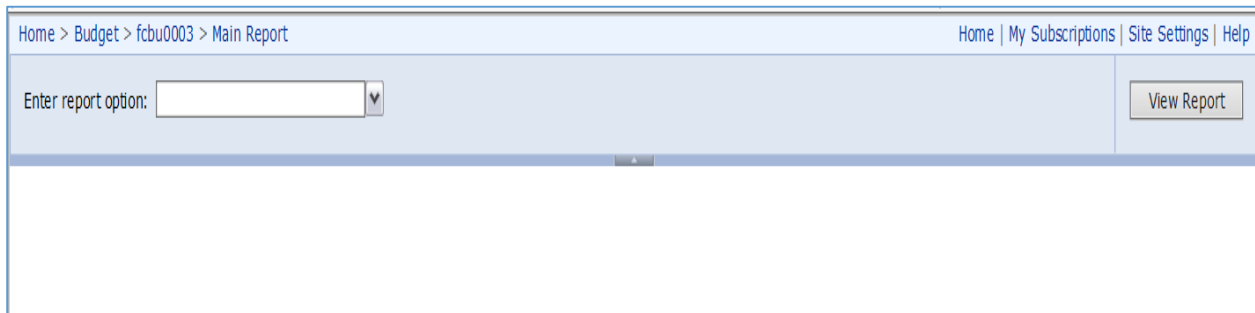 Home > Budget > fcbu0003 > Main Report
Home | My Subscriptions | Site Settings | Help
Enter report option:
View Report